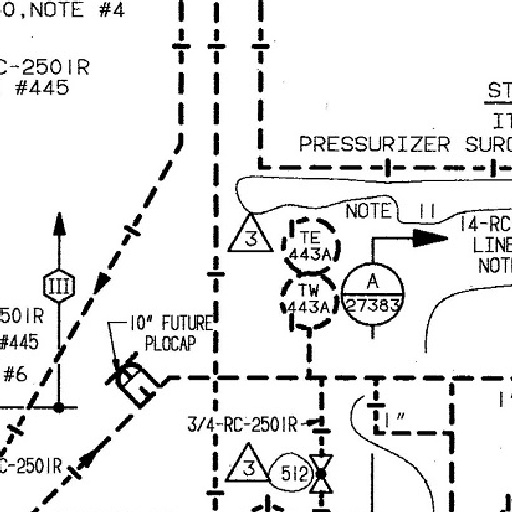 O, NOTE #4
C-2501R
#445
ST
IT
PRESSURIZER SURG
NOTE 11
3
TE
443A
14-RC
LINE
NOT
III
TW
443A
A
27383
501R
#445
#6
10" FUTURE
PLOCAP
1"
3/4-RC-2501R
1"
C-2501R
3
512